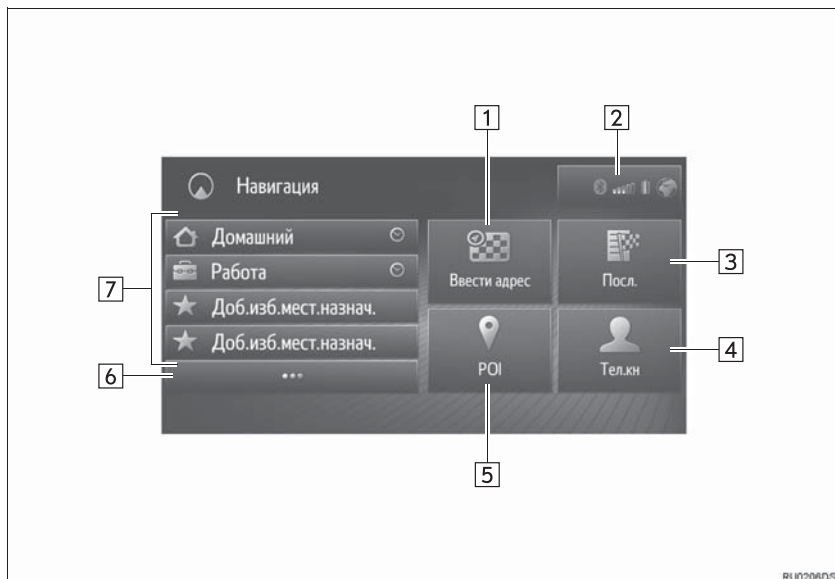 1
2
Навигация
Домашний
Работа
Доб.изб.мест.назнач.
Доб.изб.мест.назнач.
...
Ввести адрес
Посл.
POI
Тел.кн
3
4
5
6
7
RU0206DS